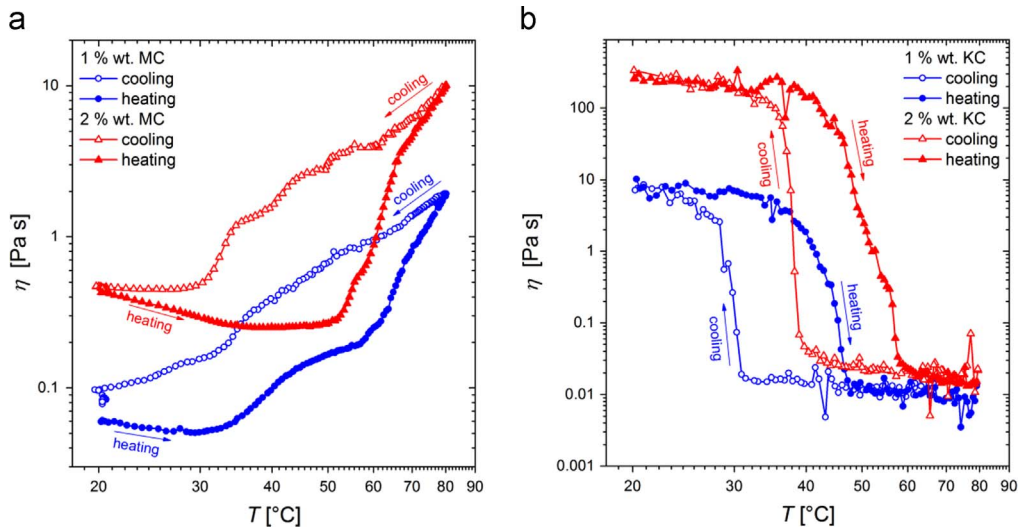 a
1 % wt. MC
cooling
heating
2 % wt. MC
cooling
heating
cooling
cooling
heating
heating
10
1
0.1
η [Pa s]
20
30
40
50
60
70
80
90
T [°C]
b
1 % wt. KC
cooling
heating
2 % wt. KC
cooling
heating
heating
cooling
heating
cooling
100
10
1
0.1
0.01
0.001
η [Pa s]
20
30
40
50
60
70
80
90
T [°C]